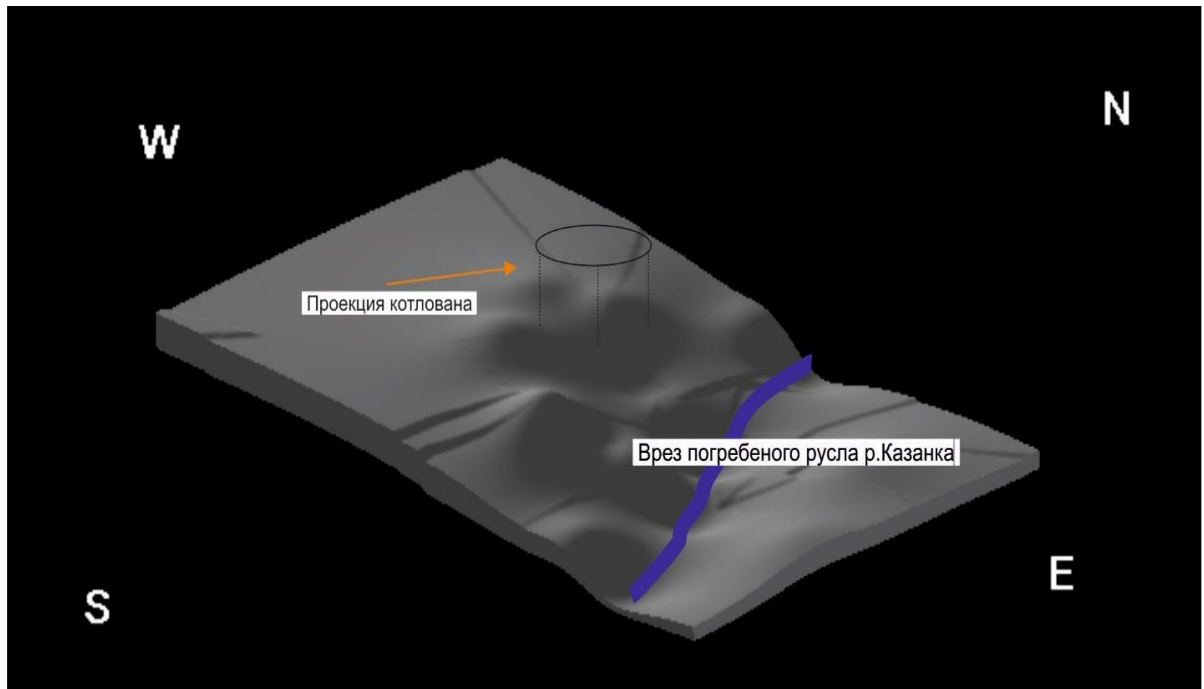 N
W
Проекция котлована
Врез погребеного русла р.Казанка
E
S